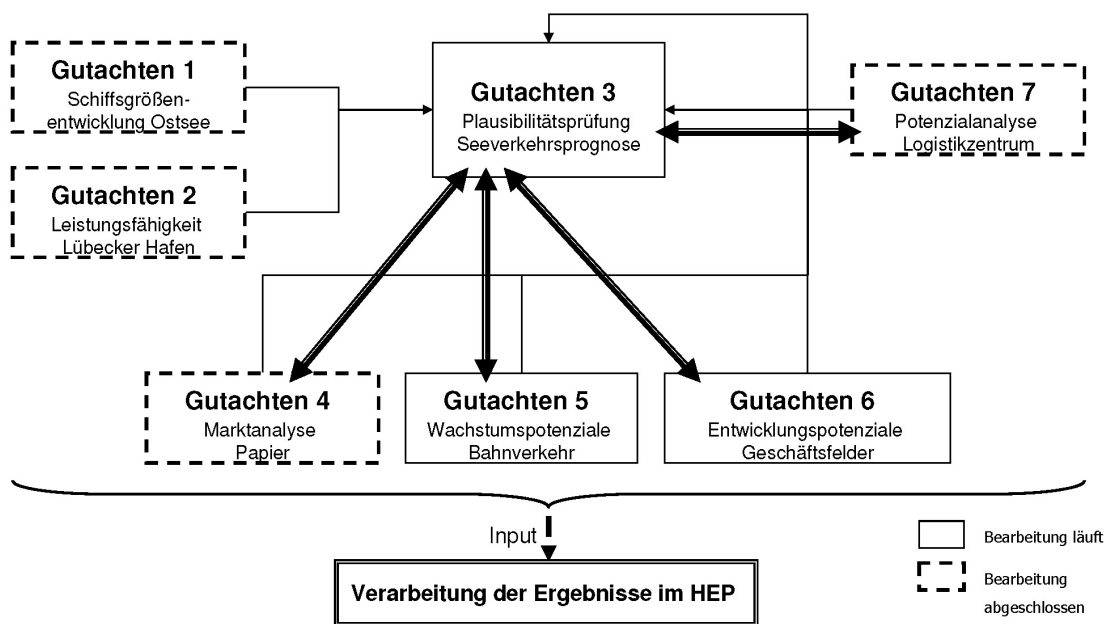 Gutachten 1
Schiffsgrößen-
entwicklung Ostsee
Gutachten 2
Leistungsfähigkeit
Lübecker Hafen
Gutachten 3
Plausibilitätsprüfung
Seeverkehrsprognose
Gutachten 7
Potenzialanalyse
Logistikzentrum
Gutachten 4
Marktanalyse
Papier
Gutachten 5
Wachstumspotenziale
Bahnverkehr
Gutachten 6
Entwicklungspotenziale
Geschäftsfelder
Input
Verarbeitung der Ergebnisse im HEP
Bearbeitung läuft
Bearbeitung
abgeschlossen